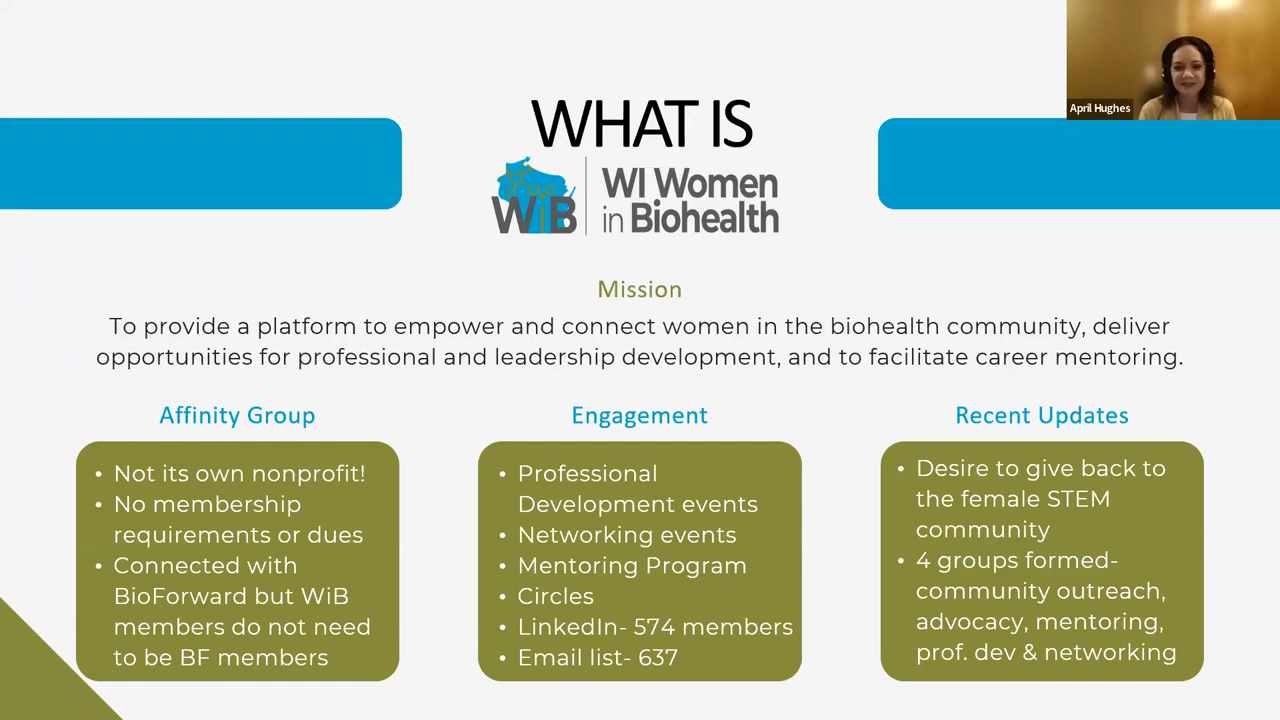 April Hughes
WHAT IS
WiB
WI Women
in Biohealth
Mission
To provide a platform to empower and connect women in the biohealth community, deliver
opportunities for professional and leadership development, and to facilitate career mentoring.
Affinity Group
• Not its own nonprofit!
• No membership
requirements or dues
• Connected with
BioForward but WiB
members do not need
to be BF members
Engagement
• Professional
Development events
• Networking events
• Mentoring Program
• Circles
• LinkedIn- 574 members
• Email list- 637
Recent Updates
• Desire to give back to
the female STEM
community
• 4 groups formed-
community outreach,
advocacy, mentoring,
prof. dev & networking